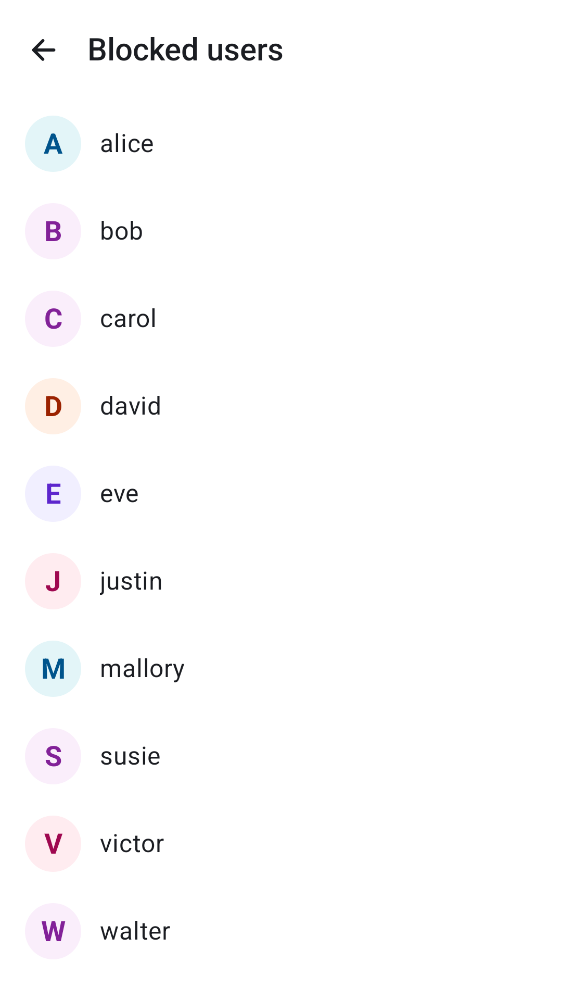 Blocked users
A alice
B bob
C carol
D david
E eve
J justin
M mallory
S susie
V victor
W walter